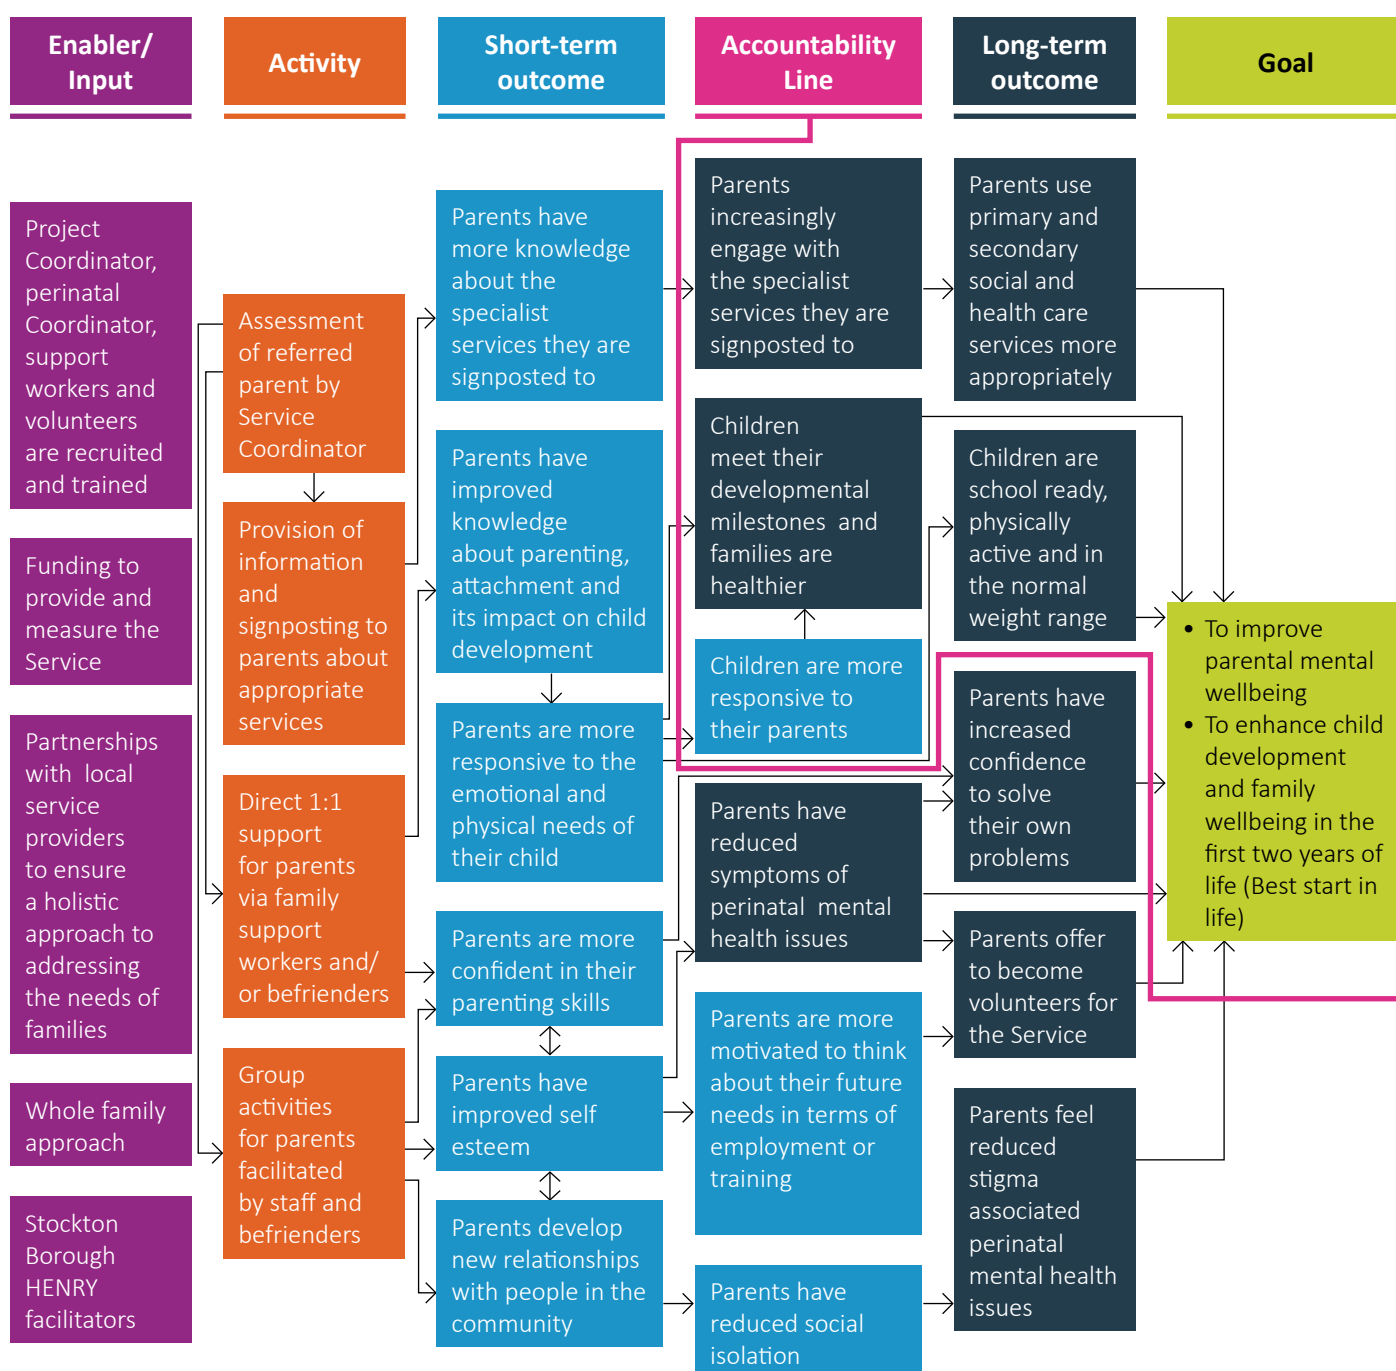 Enabler/
Input
Activity
Short-term
outcome
Accountability
Line
Long-term
outcome
Goal
Project
Coordinator,
perinatal
Coordinator,
support
workers and
volunteers
are recruited
and trained
Funding to
provide and
measure the
Service
Partnerships
with local
service
providers
to ensure
a holistic
approach to
addressing
the needs of
families
Whole family
approach
Stockton
Borough
HENRY
facilitators
Assessment
of referred
parent by
Service
Coordinator
Provision of
information
and
signposting to
parents about
appropriate
services
Direct 1:1
support
for parents
via family
support
workers and/
or befrienders
Group
activities
for parents
facilitated
by staff and
befrienders
Parents have
more knowledge
about the
specialist
services they are
signposted to
Parents have
improved
knowledge
about parenting,
attachment and
its impact on child
development
Parents are more
responsive to the
emotional and
physical needs of
their child
Parents are more
confident in their
parenting skills
Parents have
improved self
esteem
Parents develop
new relationships
with people in the
community
Parents
increasingly
engage with
the specialist
services they are
signposted to
Children
meet their
developmental
milestones and
families are
healthier
Children are more
responsive to
their parents
Parents have
reduced
symptoms of
perinatal mental
health issues
Parents are more
motivated to think
about their future
needs in terms of
employment or
training
Parents have
reduced social
isolation
Parents use
primary and
secondary
social and
health care
services more
appropriately
Children are
school ready,
physically
active and in
the normal
weight range
Parents have
increased
confidence
to solve
their own
problems
Parents offer
to become
volunteers for
the Service
Parents feel
reduced
stigma
associated
perinatal
mental health
issues
• To improve
parental mental
wellbeing
• To enhance child
development
and family
wellbeing in the
first two years of
life (Best start in
life)